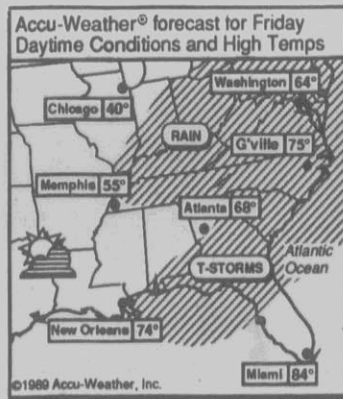 Accu-Weather® forecast for Friday
Daytime Conditions and High Temps
Washington 64°
Chicago 40°
RAIN
G'ville 75°
Memphis 55°
Atlanta 68°
Atlantic
Ocean
T-STORMS
New Orleans 74°
Miami 84°
©1989 Accu-Weather, Inc.